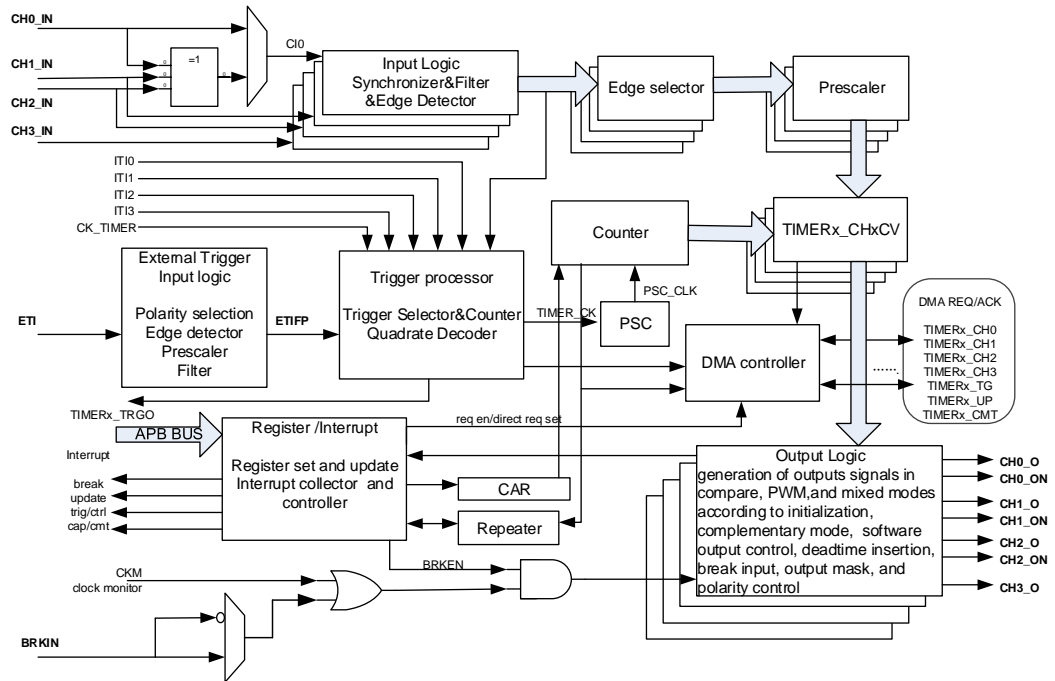 CH0_IN
CH1_IN
CH2_IN
CH3_IN
=1
CI0
Input Logic
Synchronizer&Filter
&Edge Detector
Edge selector
Prescaler
ITI0
ITI1
ITI2
ITI3
CK_TIMER
Counter
TIMERx_CHxCV
External Trigger
Input logic
Polarity selection
Edge detector
Prescaler
Filter
ETI
ETIFP
Trigger processor
Trigger Selector&Counter
Quadrate Decoder
TIMER_CK
PSC_CLK
PSC
DMA controller
DMA REQ/ACK
TIMERx_CH0
TIMERx_CH1
TIMERx_CH2
TIMERx_CH3
TIMERx_TG
TIMERx_UP
TIMERx_CMT
.......
TIMERx_TRGO
APB BUS
Interrupt
break
update
trig/ctrl
cap/cmt
Register /Interrupt
Register set and update
Interrupt collector and
controller
req en/direct req set
CAR
Repeater
BRKEN
Output Logic
generation of outputs signals in
compare, PWM,and mixed modes
according to initialization,
complementary mode, software
output control, deadtime insertion,
break input, output mask, and
polarity control
CH0_O
CH0_ON
CH1_O
CH1_ON
CH2_O
CH2_ON
CH3_O
CKM
clock monitor
BRKIN